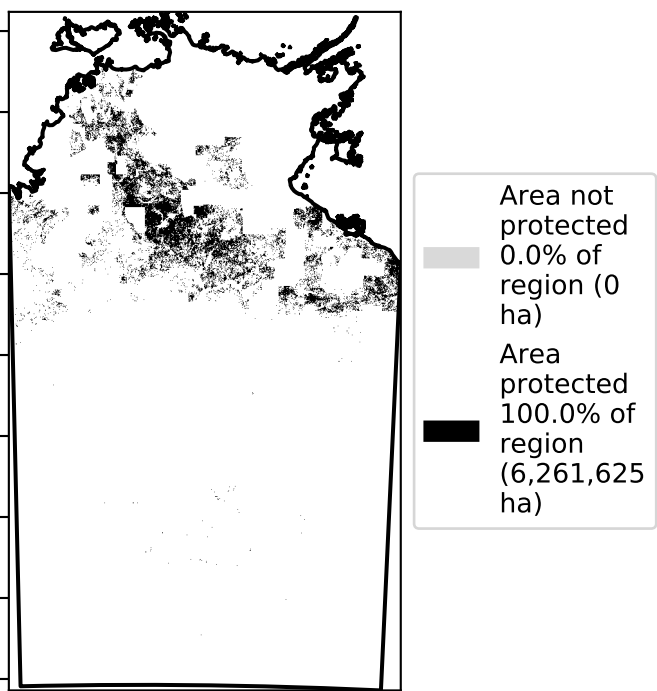 Area not
protected
0.0% of
region (0
ha)
Area
protected
100.0% of
region
(6,261,625
ha)